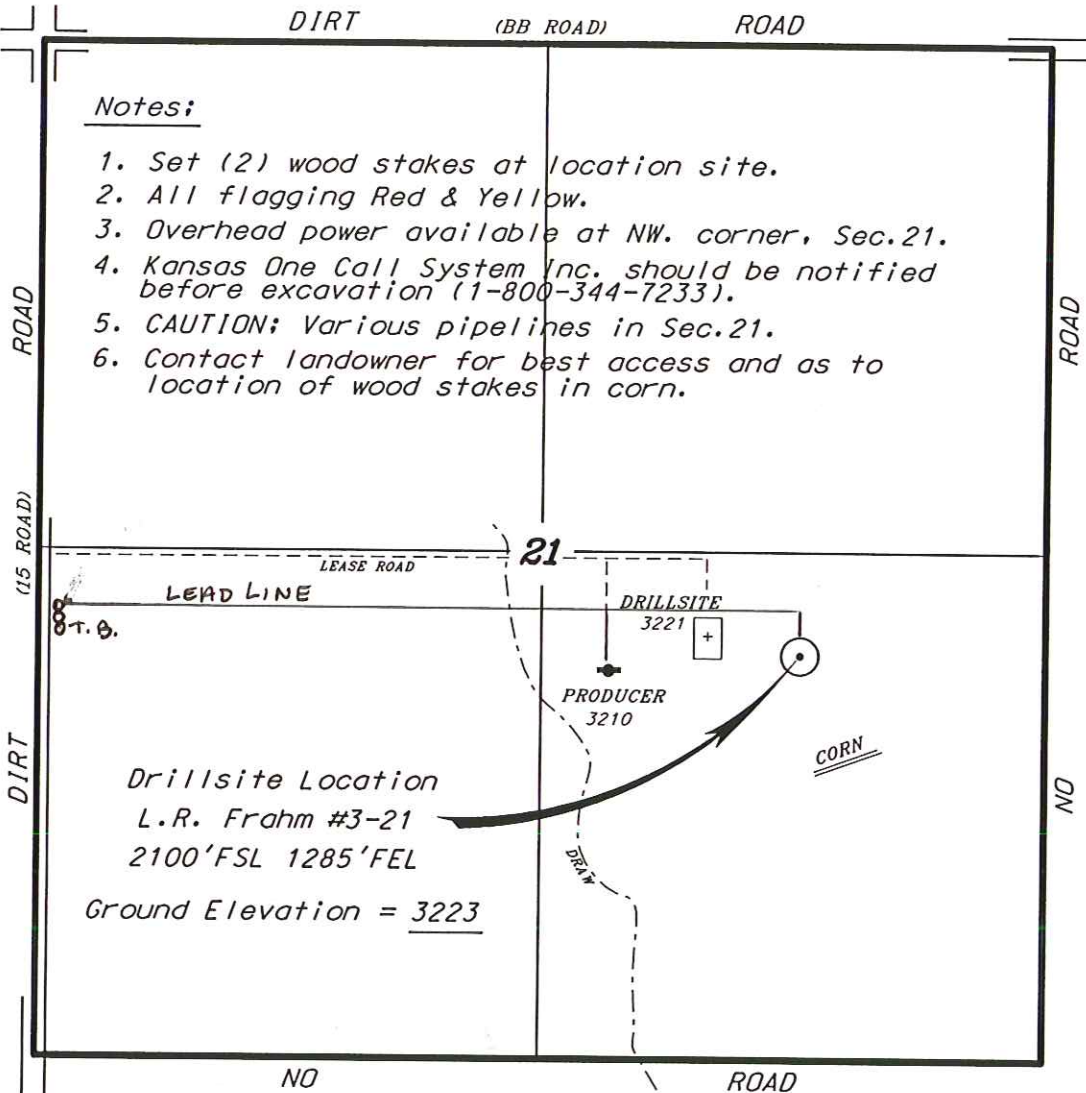 DIRT (BB ROAD) ROAD
Notes:
1. Set (2) wood stakes at location site.
2. All flagging Red & Yellow.
3. Overhead power available at NW. corner, Sec.21.
4. Kansas One Call System Inc. should be notified
before excavation (1-800-344-7233).
5. CAUTION: Various pipelines in Sec.21.
6. Contact landowner for best access and as to
location of wood stakes in corn.
ROAD
(15 ROAD)
DIRT
ROAD
NO
21
LEASE ROAD
LEAD LINE
T.B.
DRILLSITE
3221
PRODUCER
3210
CORN
Drillsite Location
L.R. Frahm #3-21
2100'FSL 1285'FEL
DRAW
Ground Elevation = 3223
NO ROAD